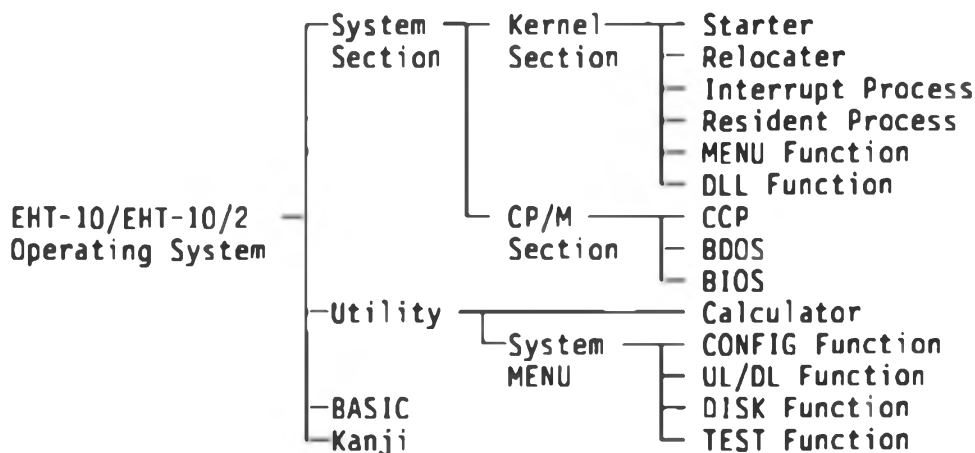 System Kernel Starter
Section Section Relocater
Interrupt Process
Resident Process
MENU Function
DLL Function
EHT-10/EHT-10/2 CP/M CCP
Operating System Section BDOS
BIOS
Utility Calculator
System CONFIG Function
MENU UL/DL Function
BASIC DISK Function
Kanji TEST Function